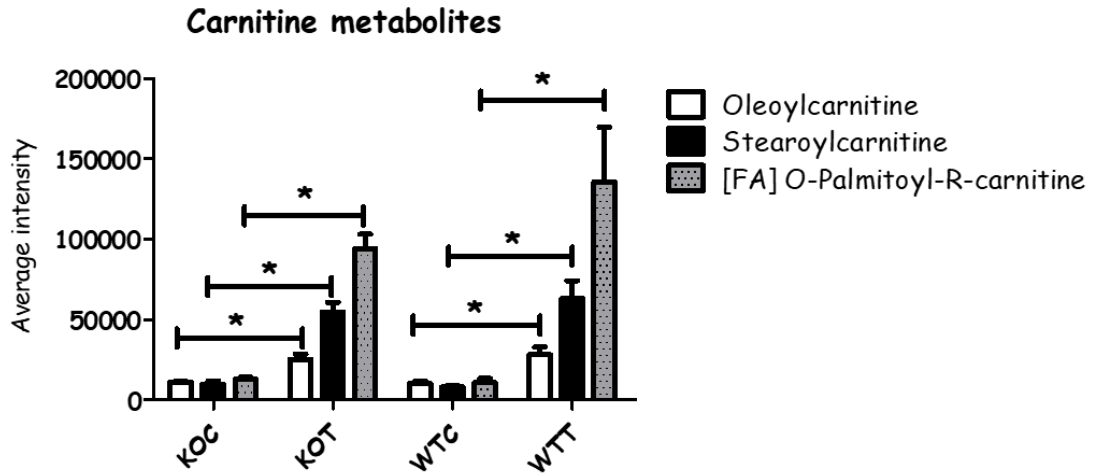 Carnitine metabolites
Average intensity
200000
150000
100000
50000
0
*
*
*
*
*
*
KOC
KOT
WTC
WTT
Oleoylcarnitine
Stearoylcarnitine
[FA] O-Palmitoyl-R-carnitine